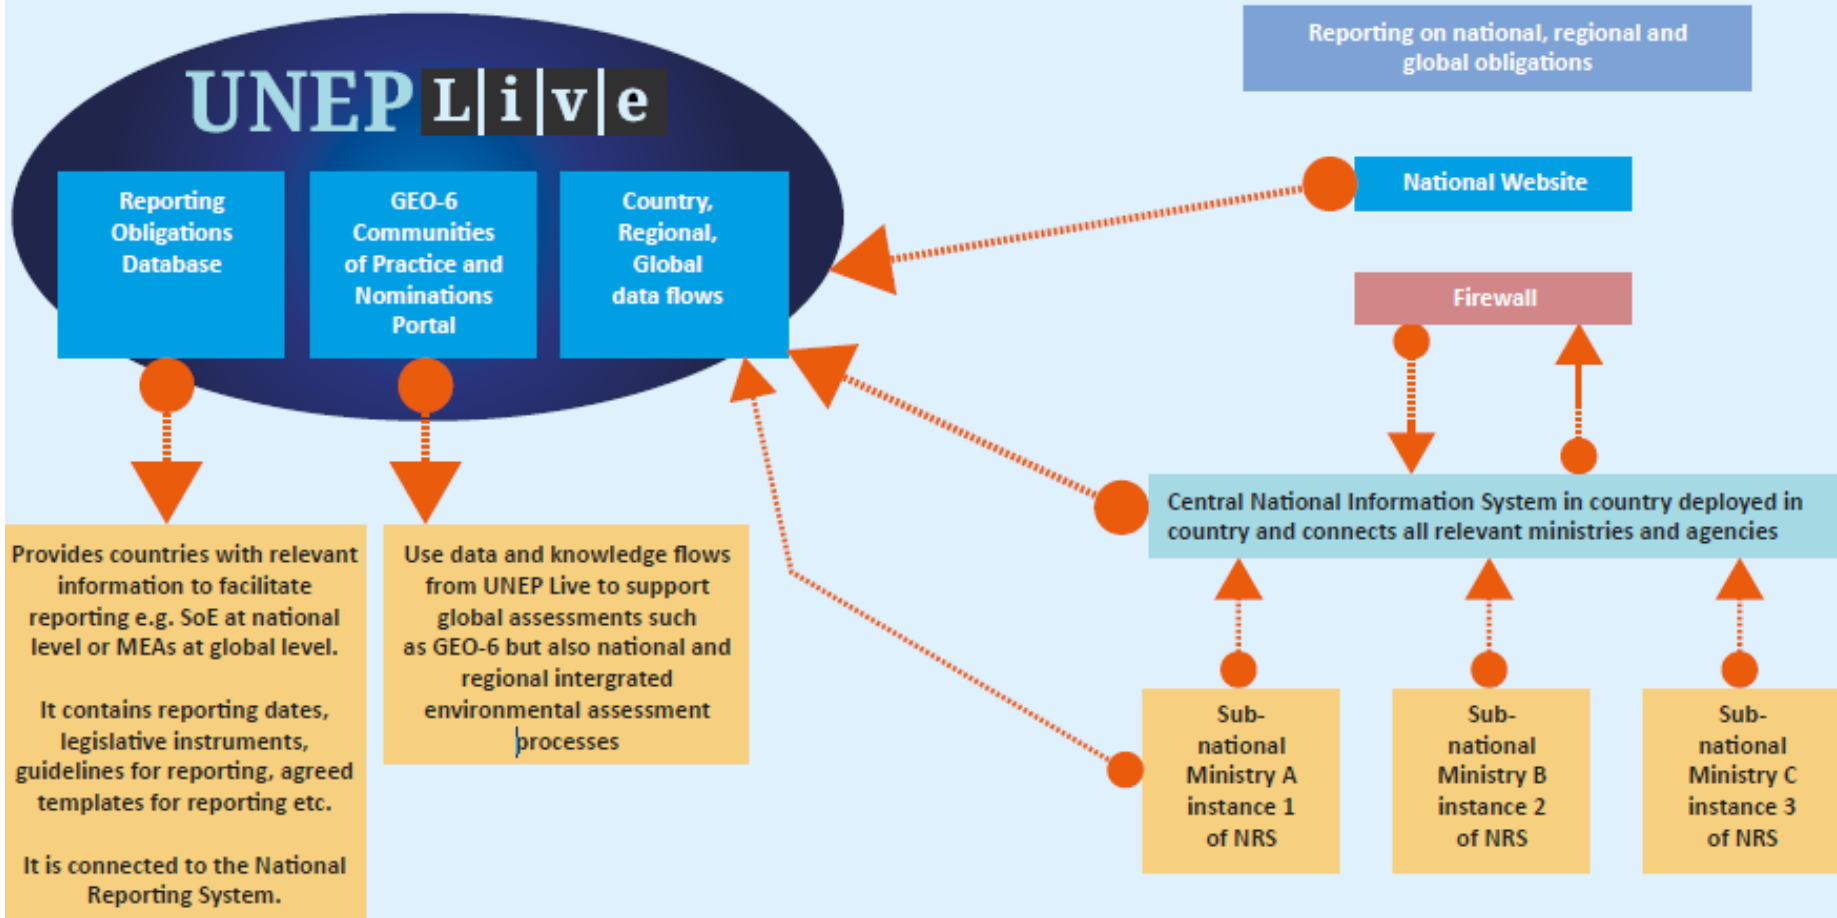 UNEP Live
Reporting
Obligations
Database
GEO-6
Communities
of Practice and
Nominations
Portal
Country,
Regional,
Global
data flows
Reporting on national, regional and
global obligations
National Website
Firewall
Central National Information System in country deployed in
country and connects all relevant ministries and agencies
Provides countries with relevant
information to facilitate
reporting e.g. SoE at national
level or MEAs at global level.
It contains reporting dates,
legislative instruments,
guidelines for reporting, agreed
templates for reporting etc.
It is connected to the National
Reporting System.
Use data and knowledge flows
from UNEP Live to support
global assessments such
as GEO-6 but also national and
regional intergrated
environmental assessment
processes
Sub-
national
Ministry A
instance 1
of NRS
Sub-
national
Ministry B
instance 2
of NRS
Sub-
national
Ministry C
instance 3
of NRS